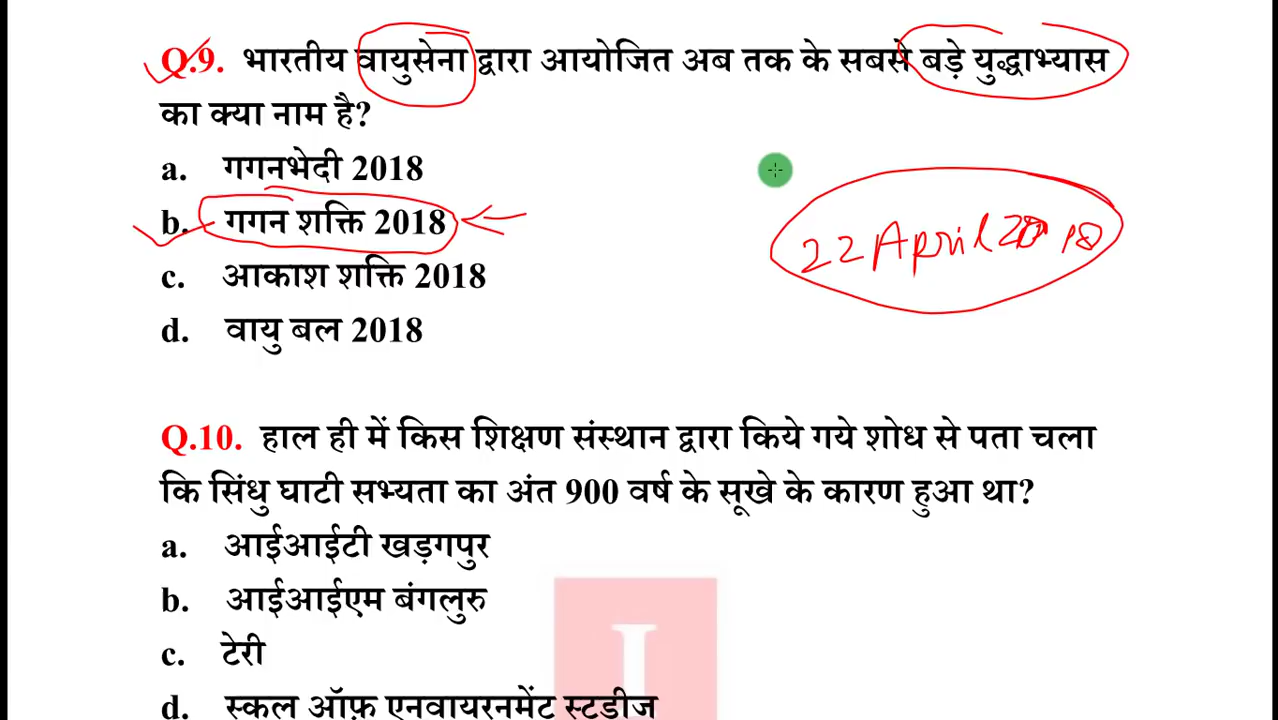 Q.9. भारतीय वायुसेना द्वारा आयोजित अब तक के सबसे बड़े युद्धाभ्यास
का क्या नाम है?
a. गगनभेदी 2018
b. गगन शक्ति 2018
22 April 2018
c. आकाश शक्ति 2018
d. वायु बल 2018
Q.10. हाल ही में किस शिक्षण संस्थान द्वारा किये गये शोध से पता चला
कि सिंधु घाटी सभ्यता का अंत 900 वर्ष के सूखे के कारण हुआ था?
a. आईआईटी खड़गपुर
b. आईआईएम बंगलुरु
c. टेरी
d. स्कूल ऑफ़ एनवायरनमेंट स्टडीज
I